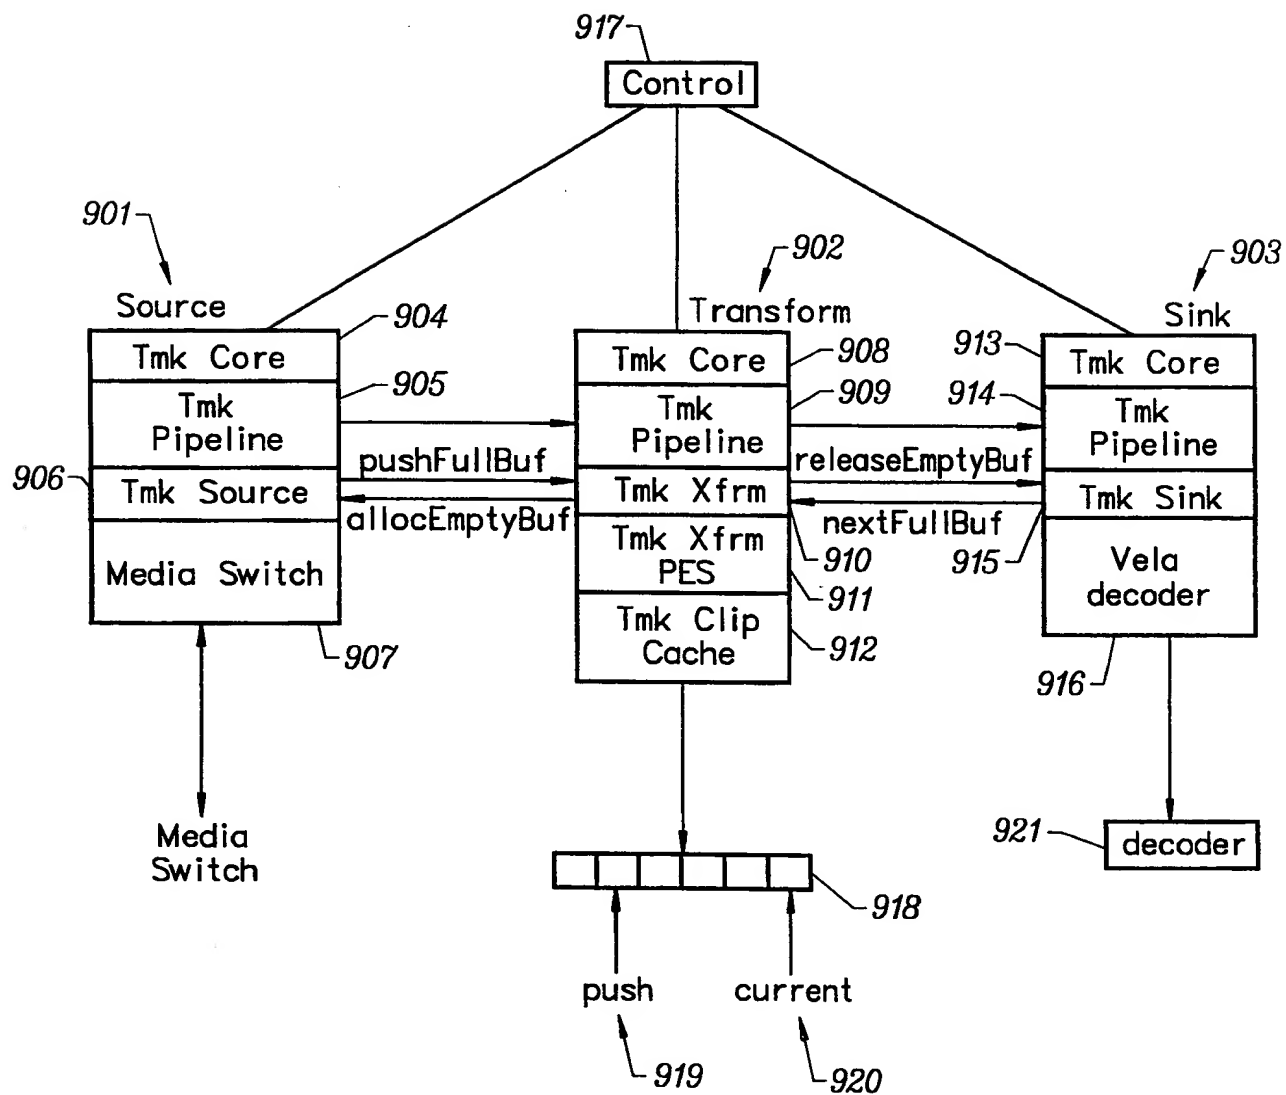 917
Control
901
902
903
Source
Transform
Sink
904
Tmk Core
Tmk Core
908
913
Tmk Core
905
Tmk
Pipeline
Tmk
Pipeline
909
914
Tmk
Pipeline
pushFullBuf
releaseEmptyBuf
906
Tmk Source
Tmk Xfrm
Tmk Sink
allocEmptyBuf
nextFullBuf
910
915
Media Switch
Tmk Xfrm
PES
911
Vela
decoder
907
Tmk Clip
Cache
912
916
Media
Switch
921
decoder
918
push
current
919
920